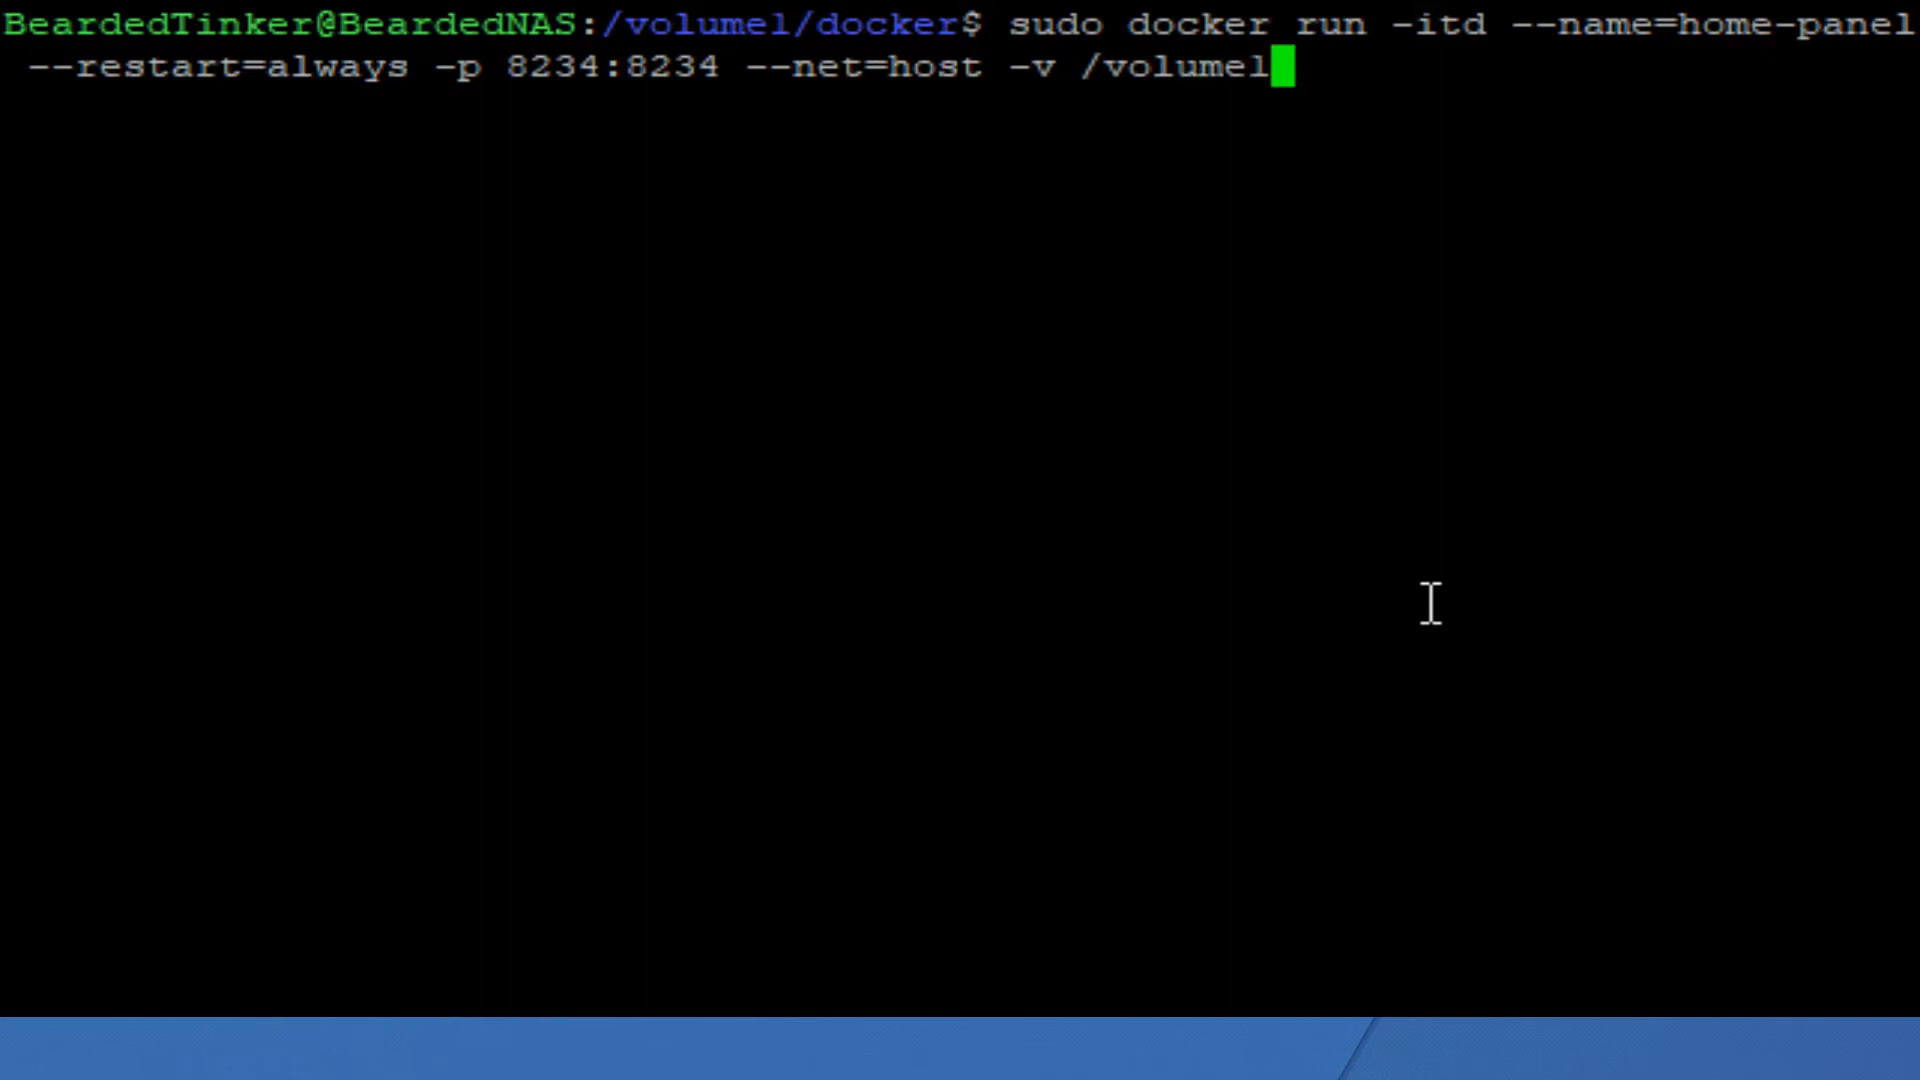 BeardedTinker@BeardedNAS:/volume1/docker$ sudo docker run -itd --name=home-panel
--restart=always -p 8234:8234 --net=host -v /volume1